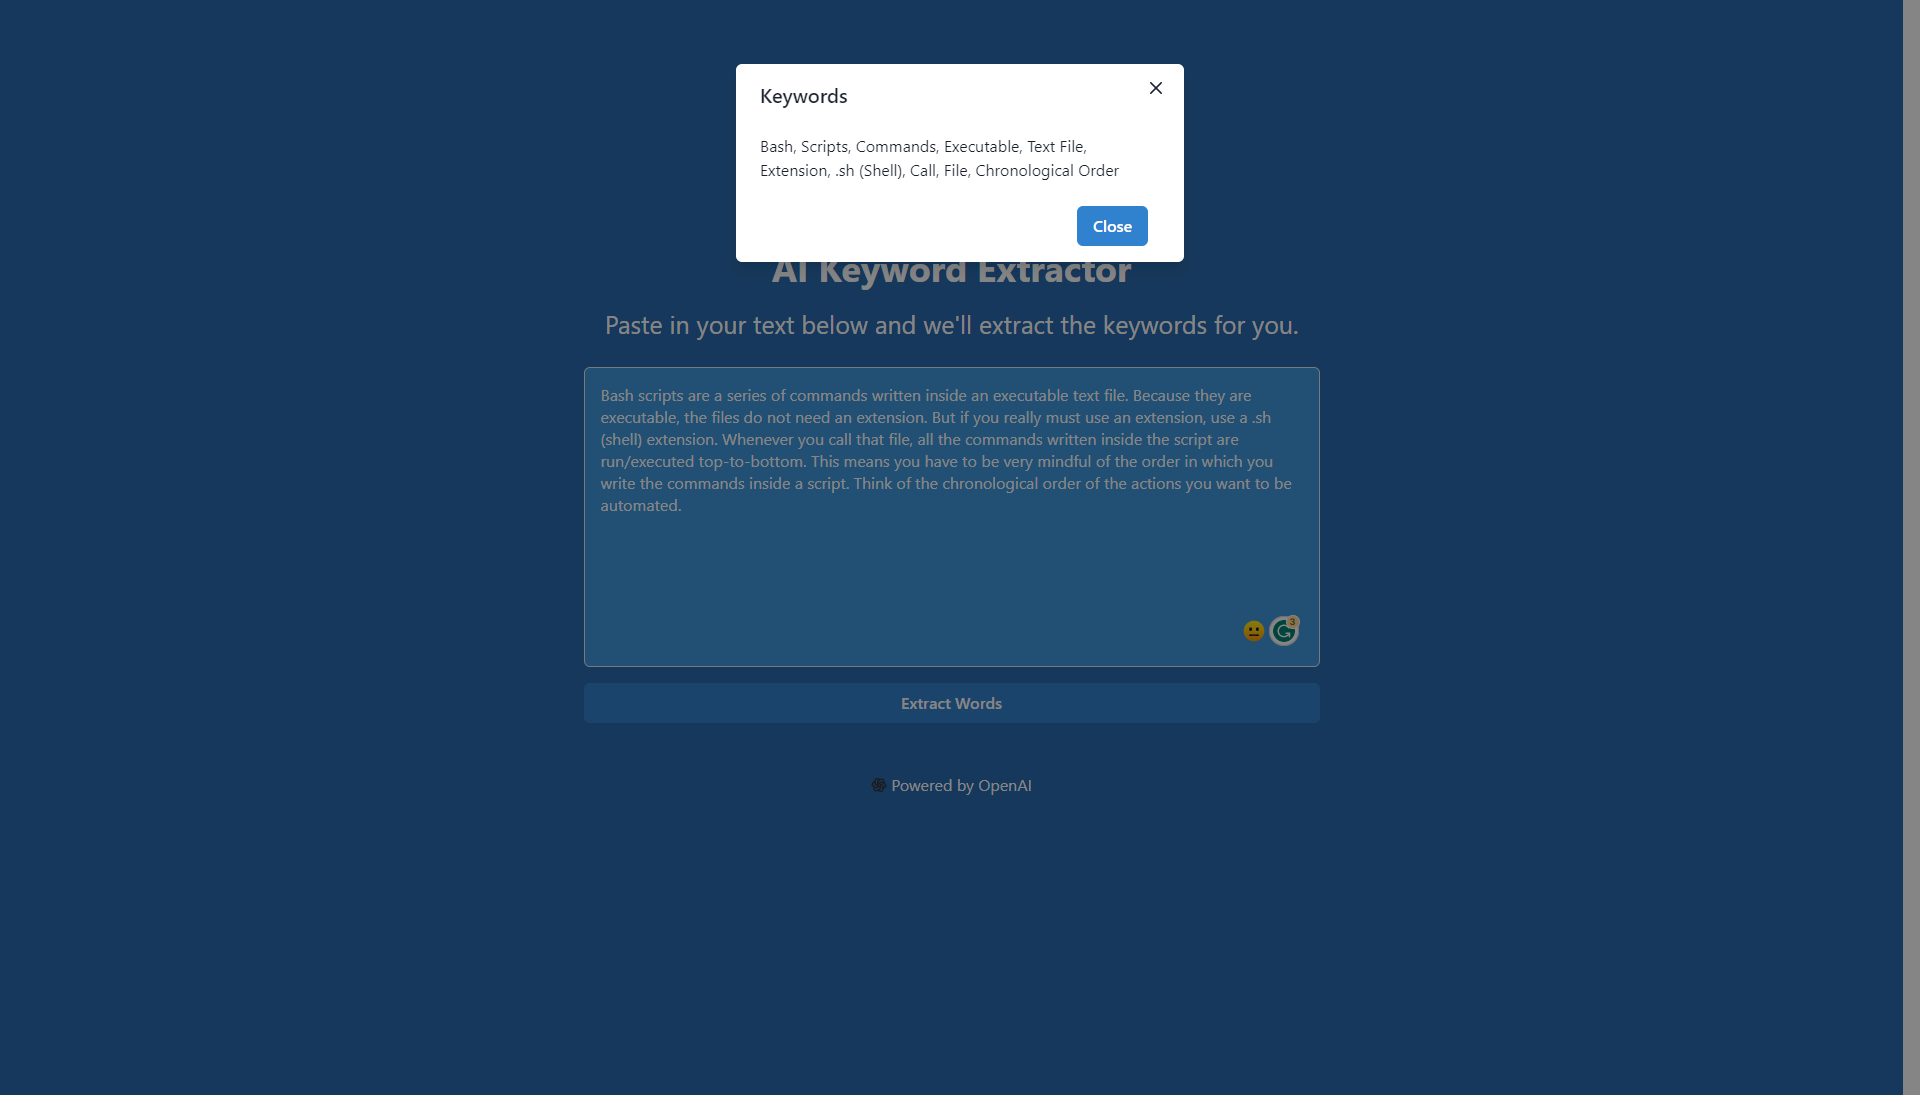 Keywords
Bash, Scripts, Commands, Executable, Text File,
Extension, .sh (Shell), Call, File, Chronological Order
Close
AI Keyword Extractor
Paste in your text below and we'll extract the keywords for you.
Bash scripts are a series of commands written inside an executable text file. Because they are
executable, the files do not need an extension. But if you really must use an extension, use a .sh
(shell) extension. Whenever you call that file, all the commands written inside the script are
run/executed top-to-bottom. This means you have to be very mindful of the order in which you
write the commands inside a script. Think of the chronological order of the actions you want to be
automated.
3
Extract Words
Powered by OpenAI